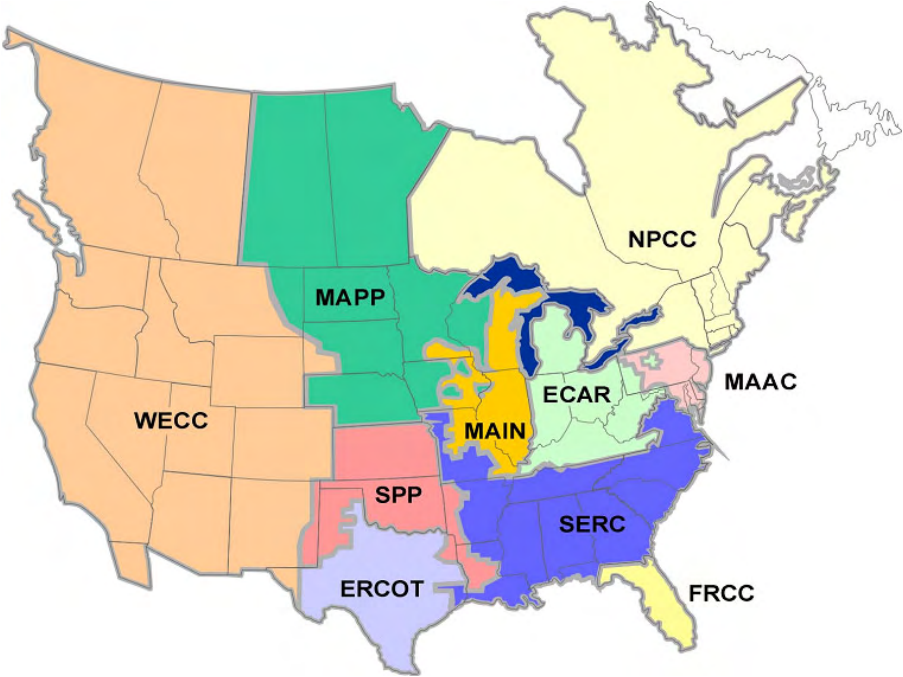 NPCC
MAPP
MAAC
ECAR
WECC
MAIN
SPP
SERC
ERCOT
FRCC